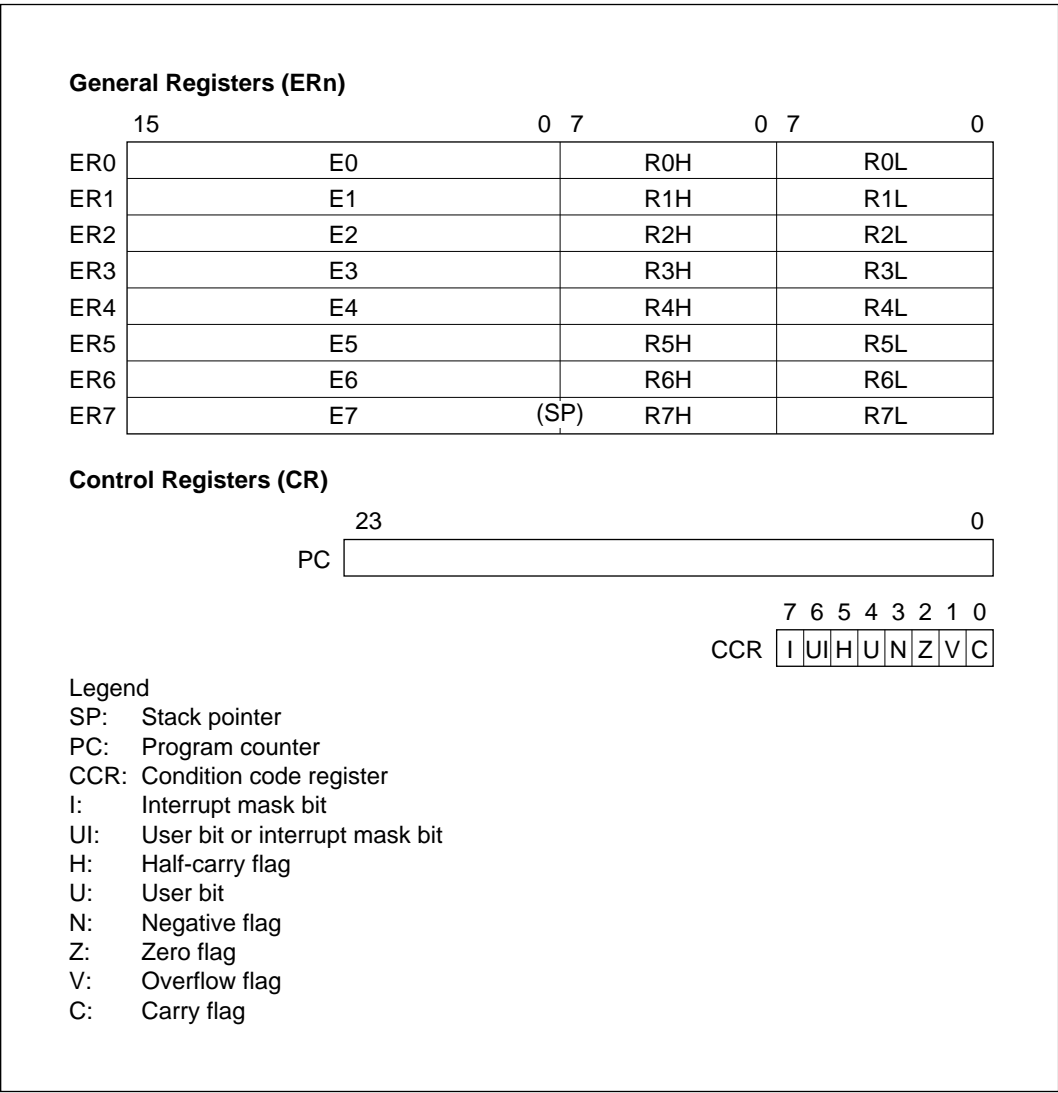 General Registers (ERn)
15 0 7 0 7 0
ER0 E0 R0H R0L
ER1 E1 R1H R1L
ER2 E2 R2H R2L
ER3 E3 R3H R3L
ER4 E4 R4H R4L
ER5 E5 R5H R5L
ER6 E6 R6H R6L
ER7 E7 (SP) R7H R7L
Control Registers (CR)
23 0
PC
7 6 5 4 3 2 1 0
CCR I UI H U N Z V C
Legend
SP: Stack pointer
PC: Program counter
CCR: Condition code register
I: Interrupt mask bit
UI: User bit or interrupt mask bit
H: Half-carry flag
U: User bit
N: Negative flag
Z: Zero flag
V: Overflow flag
C: Carry flag